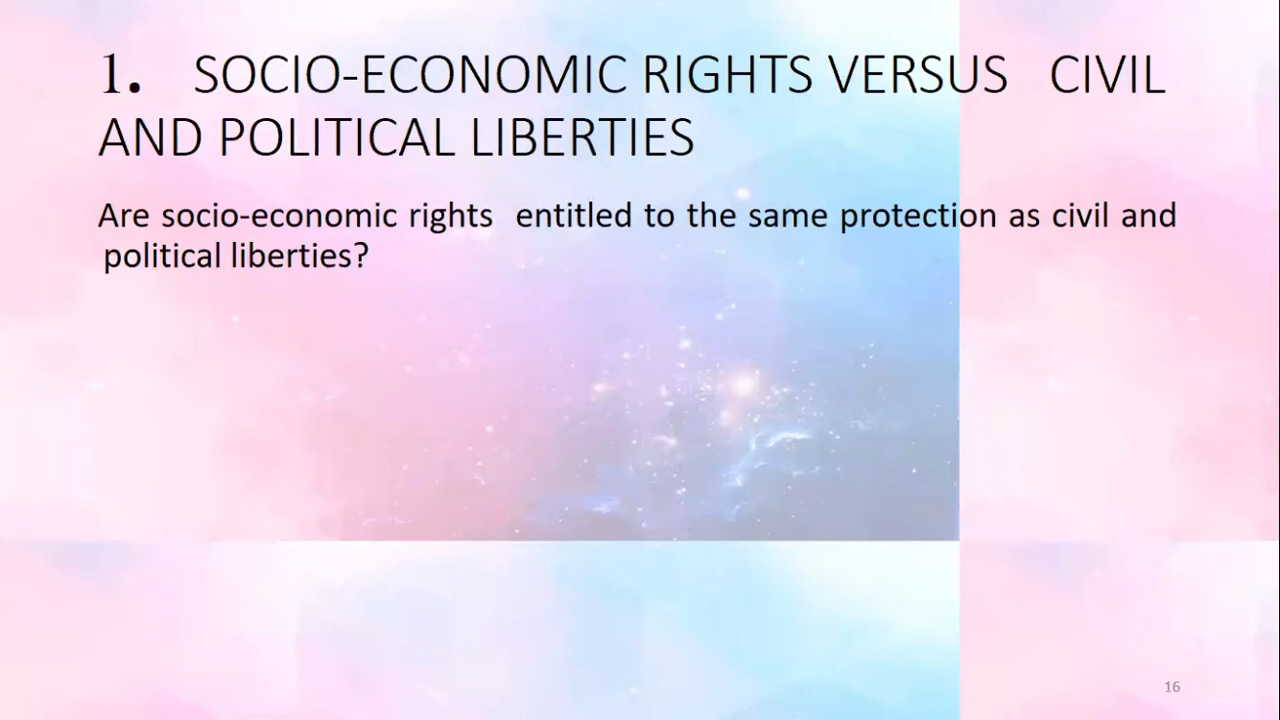 1. SOCIO-ECONOMIC RIGHTS VERSUS CIVIL
AND POLITICAL LIBERTIES
Are socio-economic rights entitled to the same protection as civil and
political liberties?
16